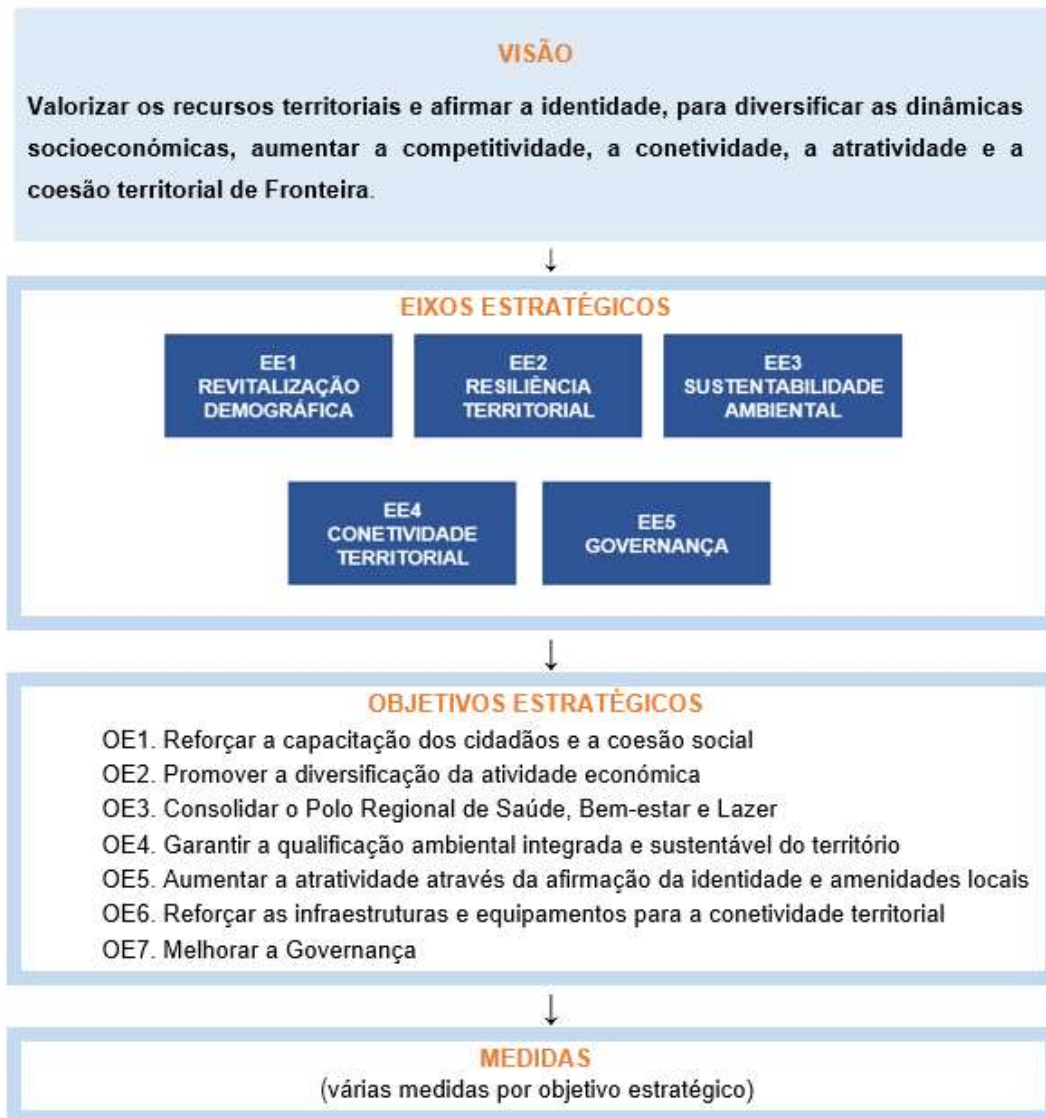 VISÃO
Valorizar os recursos territoriais e afirmar a identidade, para diversificar as dinâmicas
socioeconómicas, aumentar a competitividade, a conetividade, a atratividade e a
coesão territorial de Fronteira.
↓
EIXOS ESTRATÉGICOS
EE1
REVITALIZAÇÃO
DEMOGRÁFICA
EE2
RESILIÊNCIA
TERRITORIAL
EE3
SUSTENTABILIDADE
AMBIENTAL
EE4
CONETIVIDADE
TERRITORIAL
EE5
GOVERNANÇA
↓
OBJETIVOS ESTRATÉGICOS
OE1. Reforçar a capacitação dos cidadãos e a coesão social
OE2. Promover a diversificação da atividade económica
OE3. Consolidar o Polo Regional de Saúde, Bem-estar e Lazer
OE4. Garantir a qualificação ambiental integrada e sustentável do território
OE5. Aumentar a atratividade através da afirmação da identidade e amenidades locais
OE6. Reforçar as infraestruturas e equipamentos para a conetividade territorial
OE7. Melhorar a Governança
↓
MEDIDAS
(várias medidas por objetivo estratégico)